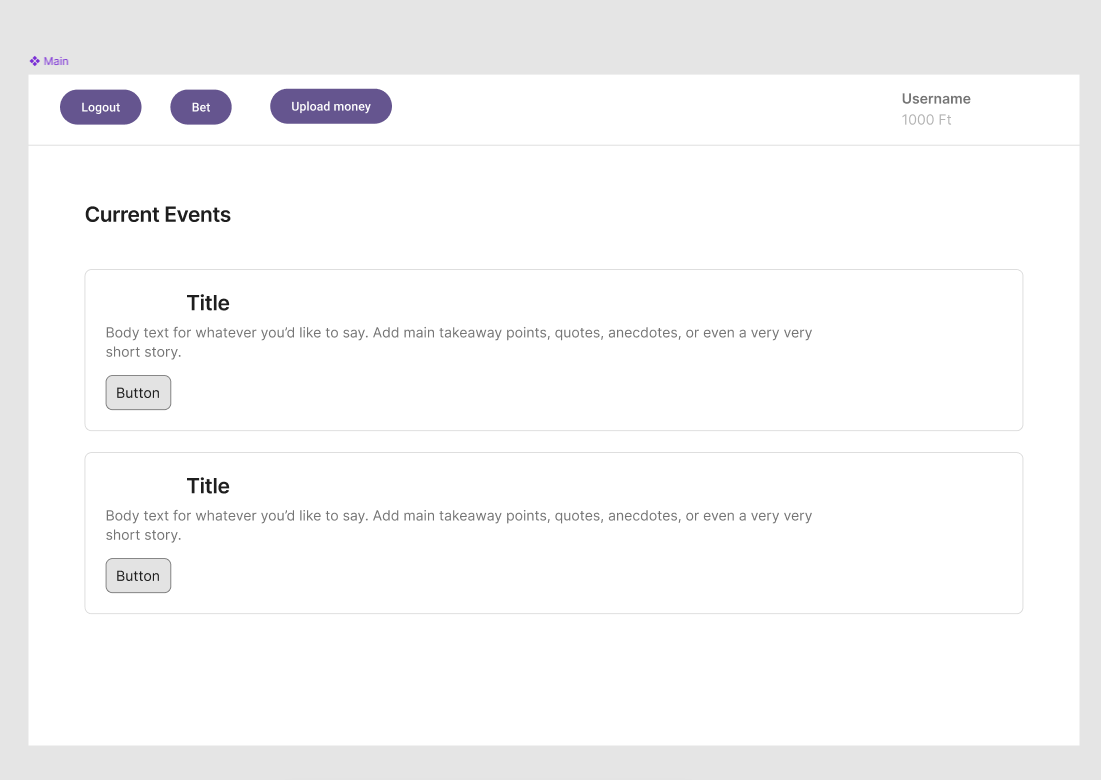 Main
Logout
Bet
Upload money
Username
1000 Ft
Current Events
Title
Body text for whatever you’d like to say. Add main takeaway points, quotes, anecdotes, or even a very very
short story.
Button
Title
Body text for whatever you’d like to say. Add main takeaway points, quotes, anecdotes, or even a very very
short story.
Button